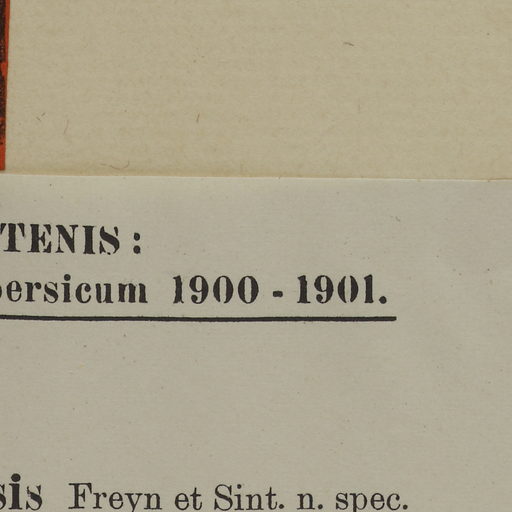 TENIS :
persicum 1900 - 1901.
sis Freyn et Sint. n. spec.